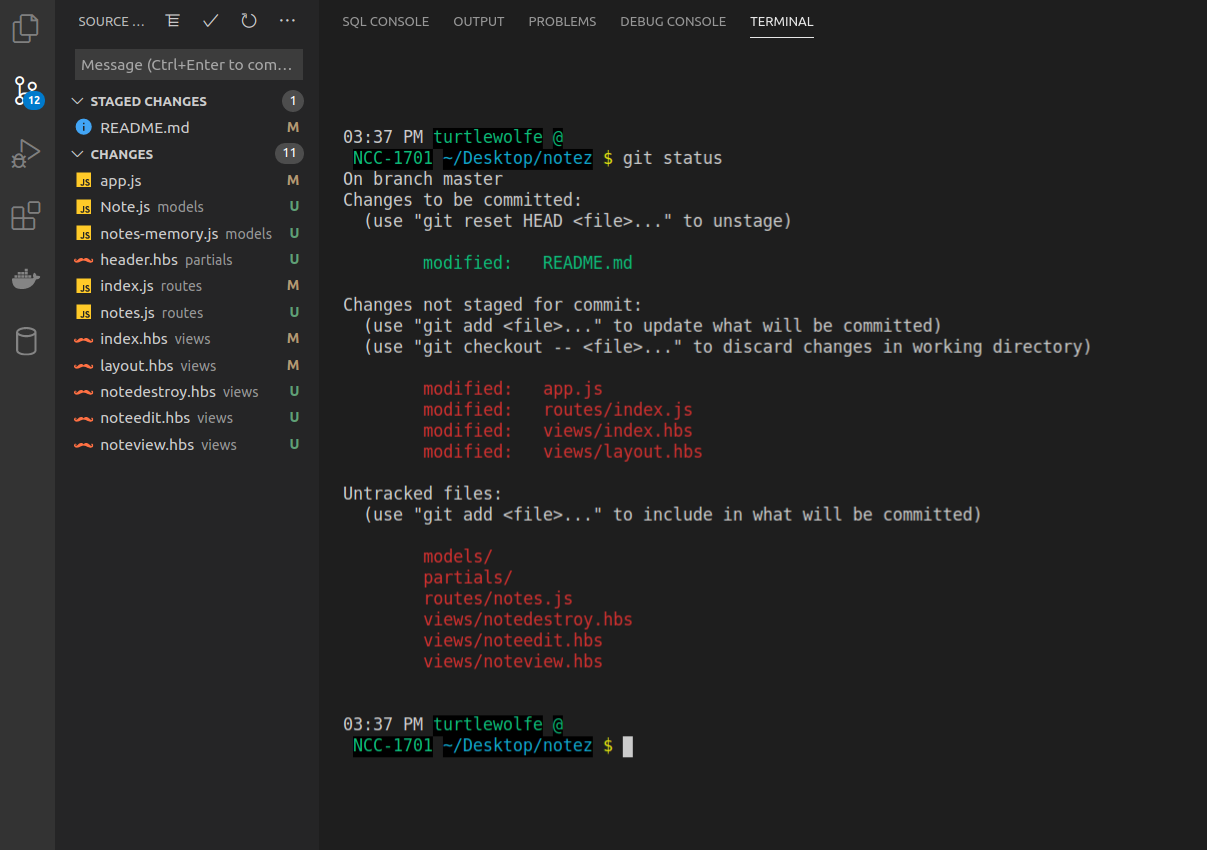 SOURCE ...
Message (Ctrl+Enter to com...
12
STAGED CHANGES 1
README.md M
CHANGES 11
JS app.js M
JS Note.js models U
JS notes-memory.js models U
header.hbs partials U
JS index.js routes M
JS notes.js routes U
index.hbs views M
layout.hbs views M
notedestroy.hbs views U
noteedit.hbs views U
noteview.hbs views U
SQL CONSOLE OUTPUT PROBLEMS DEBUG CONSOLE TERMINAL
03:37 PM turtlewolfe @
NCC-1701 ~/Desktop/notez $ git status
On branch master
Changes to be committed:
(use "git reset HEAD <file>..." to unstage)
modified: README.md
Changes not staged for commit:
(use "git add <file>..." to update what will be committed)
(use "git checkout -- <file>..." to discard changes in working directory)
modified: app.js
modified: routes/index.js
modified: views/index.hbs
modified: views/layout.hbs
Untracked files:
(use "git add <file>..." to include in what will be committed)
models/
partials/
routes/notes.js
views/notedestroy.hbs
views/noteedit.hbs
views/noteview.hbs
03:37 PM turtlewolfe @
NCC-1701 ~/Desktop/notez $